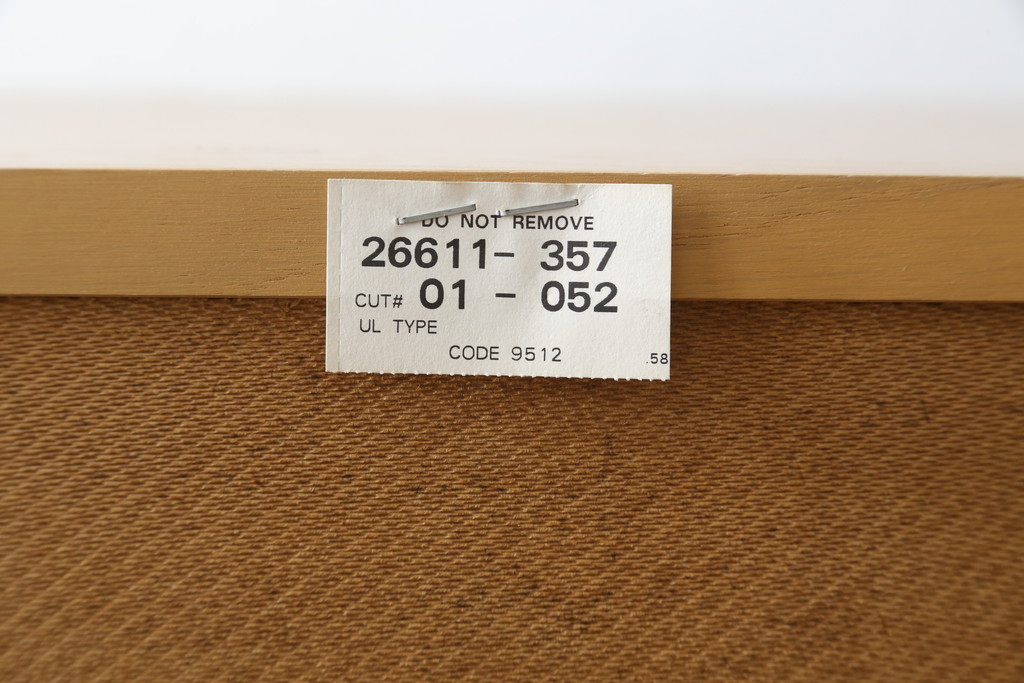 DO NOT REMOVE
26611- 357
CUT# 01 - 052
UL TYPE
CODE 9512 .58